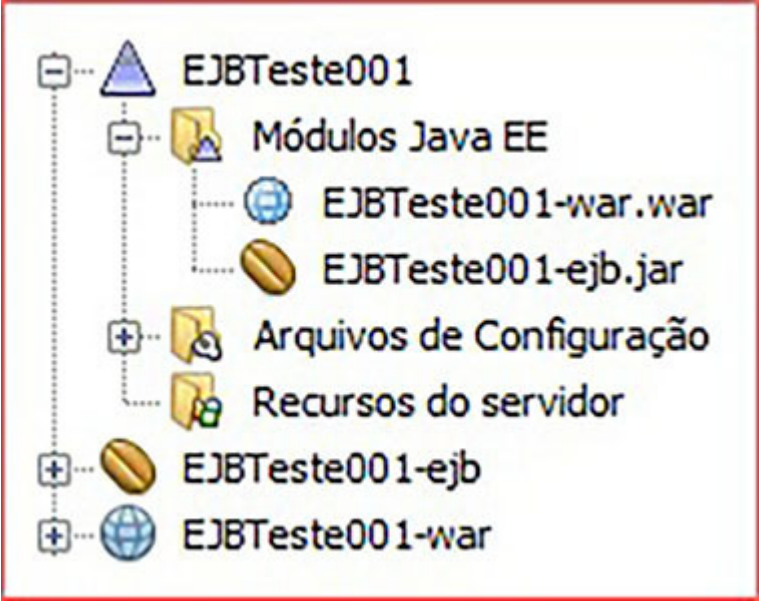 EJBTeste001
Módulos Java EE
EJBTeste001-war.war
EJBTeste001-ejb.jar
Arquivos de Configuração
Recursos do servidor
EJBTeste001-ejb
EJBTeste001-war